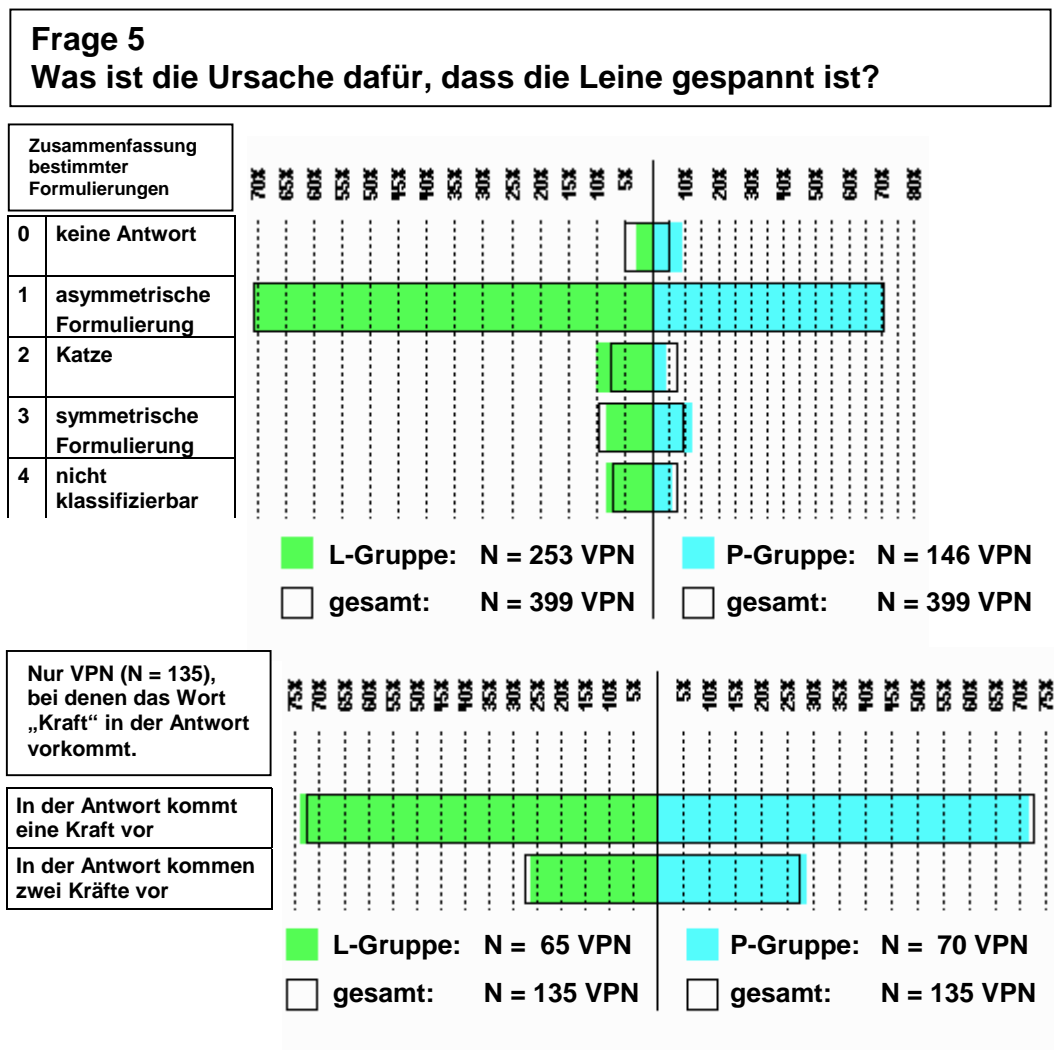 Frage 5
Was ist die Ursache dafür, dass die Leine gespannt ist?
Zusammenfassung
bestimmter
Formulierungen
70% 65% 60% 55% 50% 45% 40% 35% 30% 25% 20% 15% 10% 5% 10% 20% 30% 40% 50% 60% 70% 80%
0 keine Antwort
1 asymmetrische
Formulierung
2 Katze
3 symmetrische
Formulierung
4 nicht
klassifizierbar
L-Gruppe: N = 253 VPN P-Gruppe: N = 146 VPN
gesamt: N = 399 VPN gesamt: N = 399 VPN
Nur VPN (N = 135),
bei denen das Wort
„Kraft“ in der Antwort
vorkommt.
75% 70% 65% 60% 55% 50% 45% 40% 35% 30% 25% 20% 15% 10% 5% 5% 10% 15% 20% 25% 30% 35% 40% 45% 50% 55% 60% 65% 70% 75%
In der Antwort kommt
eine Kraft vor
In der Antwort kommen
zwei Kräfte vor
L-Gruppe: N = 65 VPN P-Gruppe: N = 70 VPN
gesamt: N = 135 VPN gesamt: N = 135 VPN